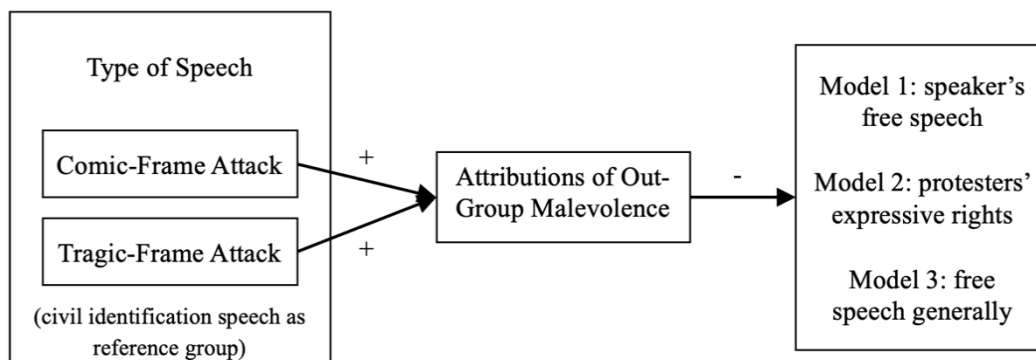 Type of Speech
Comic-Frame Attack
+
Tragic-Frame Attack
+
(civil identification speech as
reference group)
Attributions of Out-
Group Malevolence
-
Model 1: speaker’s
free speech
Model 2: protesters’
expressive rights
Model 3: free
speech generally